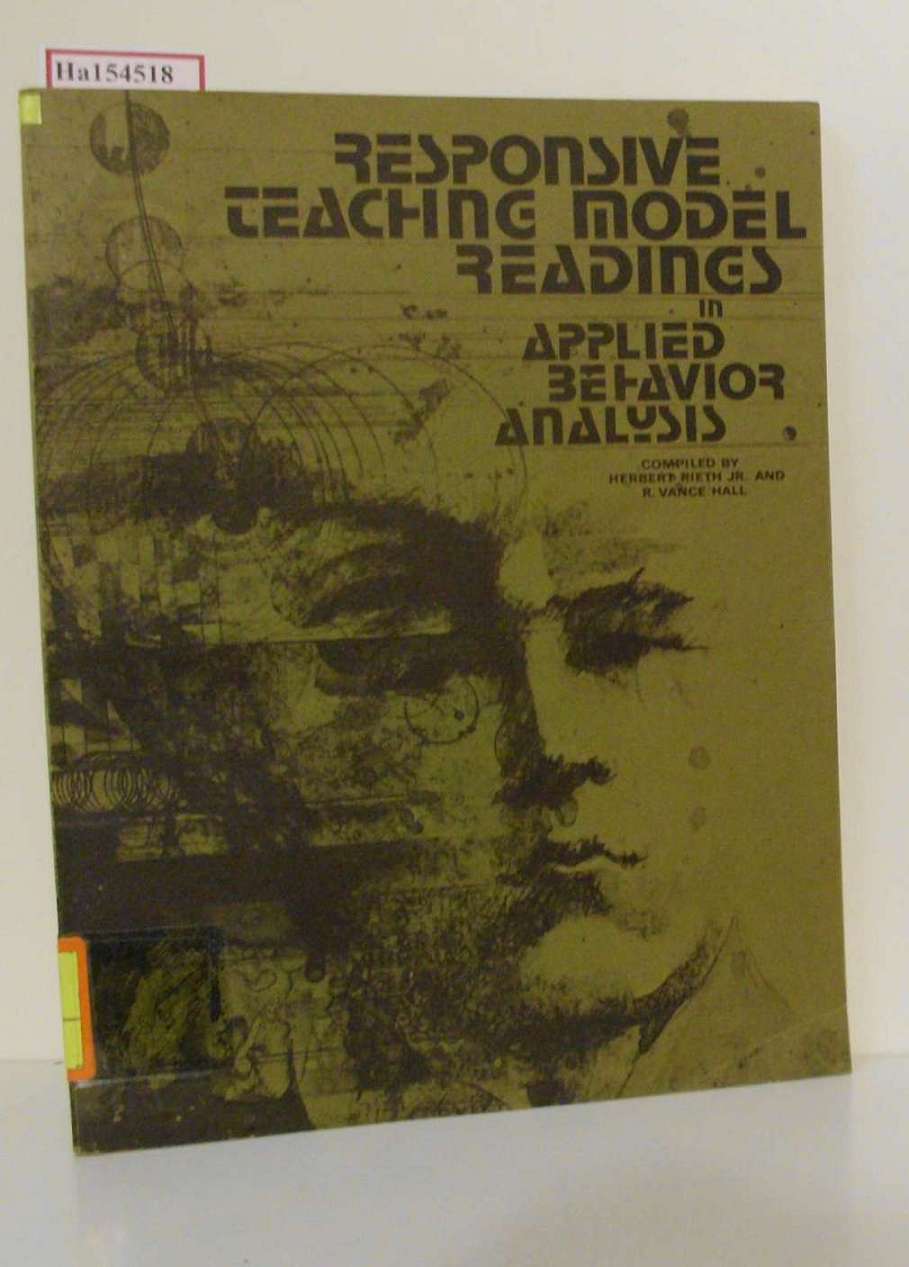 Ha154518
RESPONSIVE
TEACHING MODEL
READINGS
IN
APPLIED
BEHAVIOR
ANALYSIS
COMPILED BY
HERBERT RIETH JR. AND
R. VANCE HALL